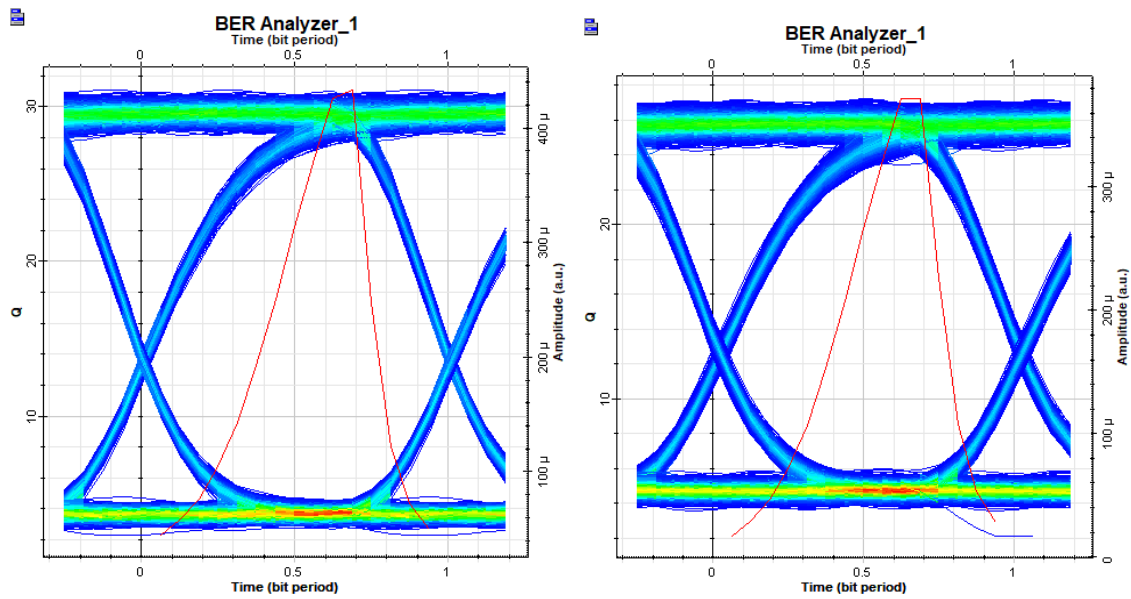 BER Analyzer_1
Time (bit period)
0 0.5 1
30
20
10
Q
400 µ
300 µ
200 µ
100 µ
Amplitude (a.u.)
0 0.5 1
Time (bit period)
BER Analyzer_1
Time (bit period)
0 0.5 1
20
10
Q
300 µ
200 µ
100 µ
0
Amplitude (a.u.)
0 0.5 1
Time (bit period)